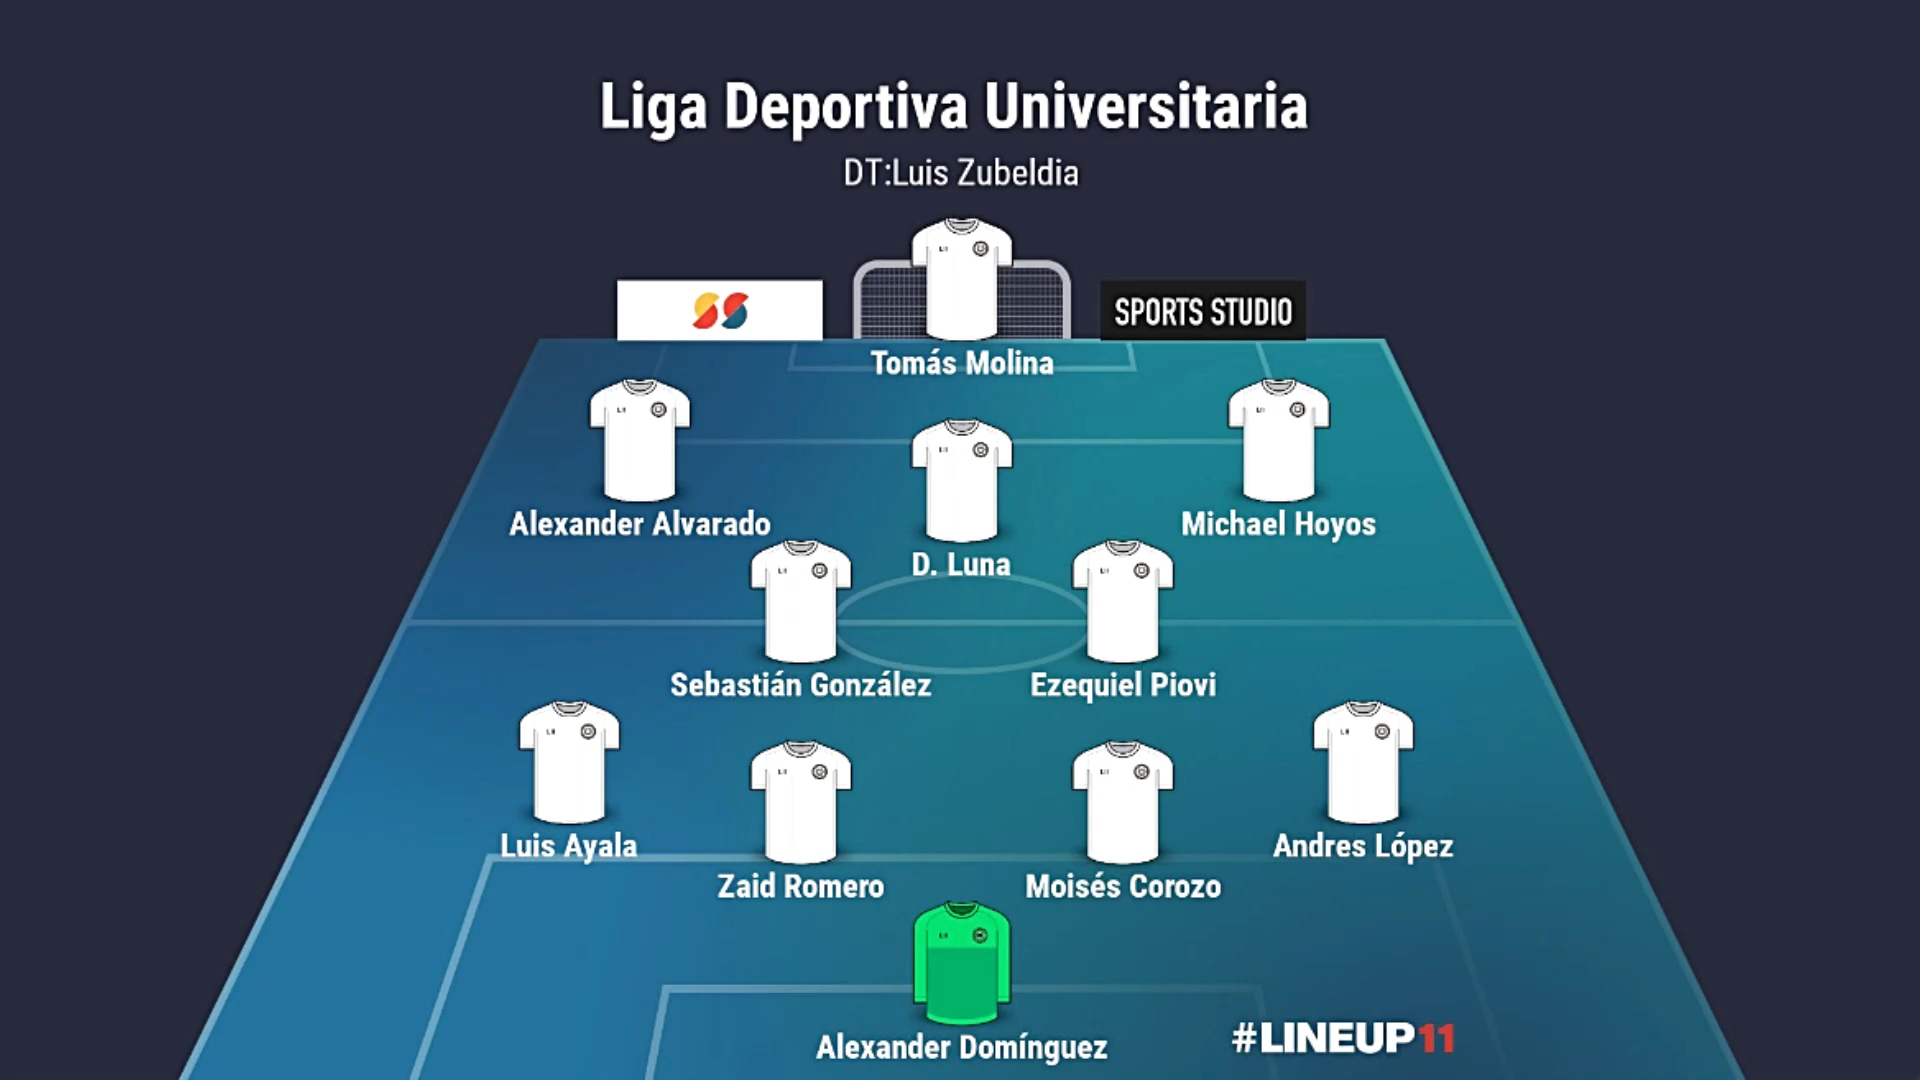 Liga Deportiva Universitaria
DT:Luis Zubeldia
SPORTS STUDIO
Tomás Molina
Alexander Alvarado
Michael Hoyos
D. Luna
Sebastián González
Ezequiel Piovi
Luis Ayala
Andres López
Zaid Romero
Moisés Corozo
Alexander Domínguez
#LINEUP11